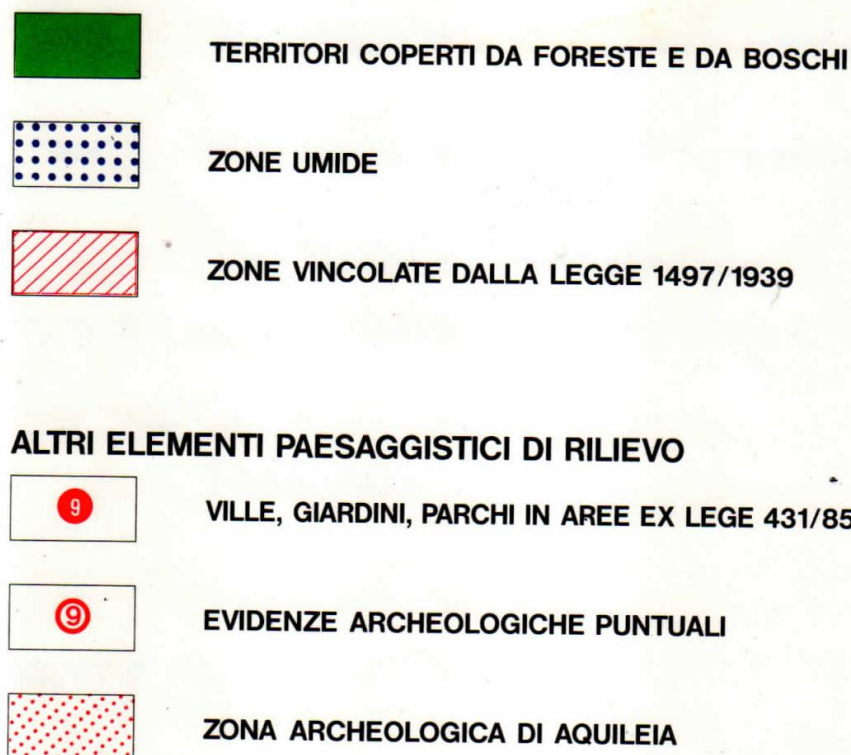 TERRITORI COPERTI DA FORESTE E DA BOSCHI
ZONE UMIDE
ZONE VINCOLATE DALLA LEGGE 1497/1939
ALTRI ELEMENTI PAESAGGISTICI DI RILIEVO
9 VILLE, GIARDINI, PARCHI IN AREE EX LEGE 431/85
9 EVIDENZE ARCHEOLOGICHE PUNTUALI
ZONA ARCHEOLOGICA DI AQUILEIA